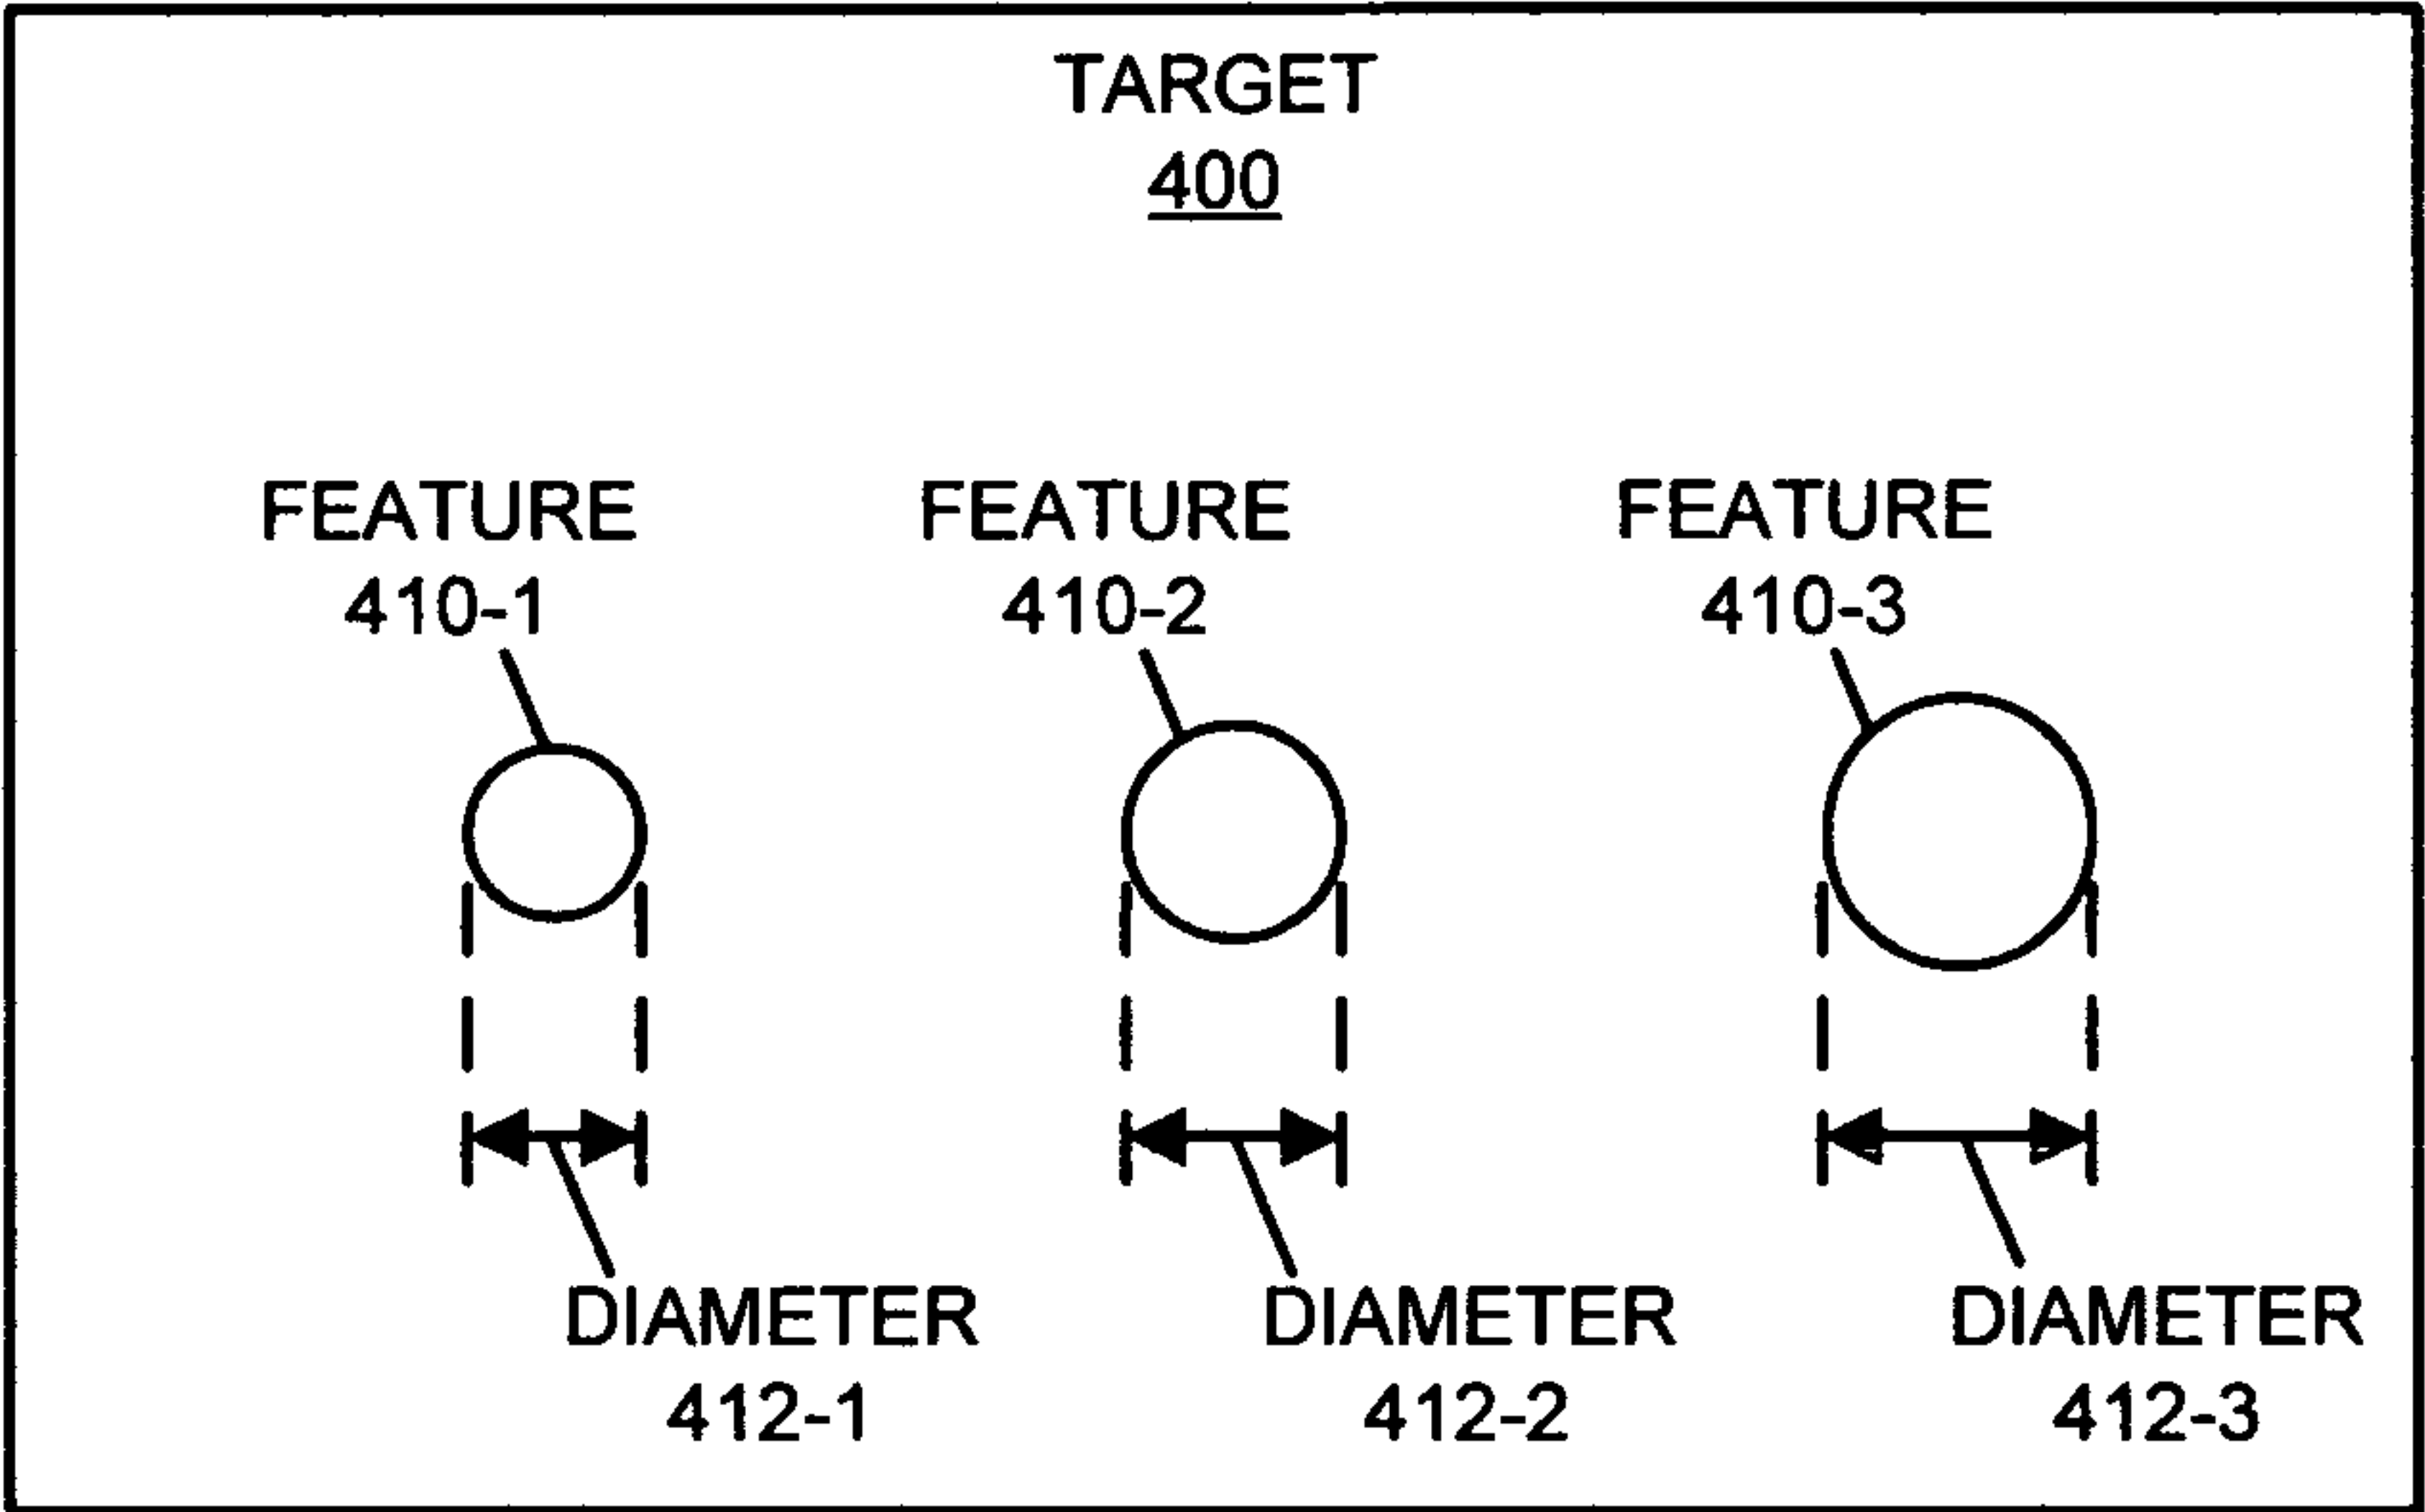 TARGET
400
FEATURE
410-1
FEATURE
410-2
FEATURE
410-3
DIAMETER
412-1
DIAMETER
412-2
DIAMETER
412-3